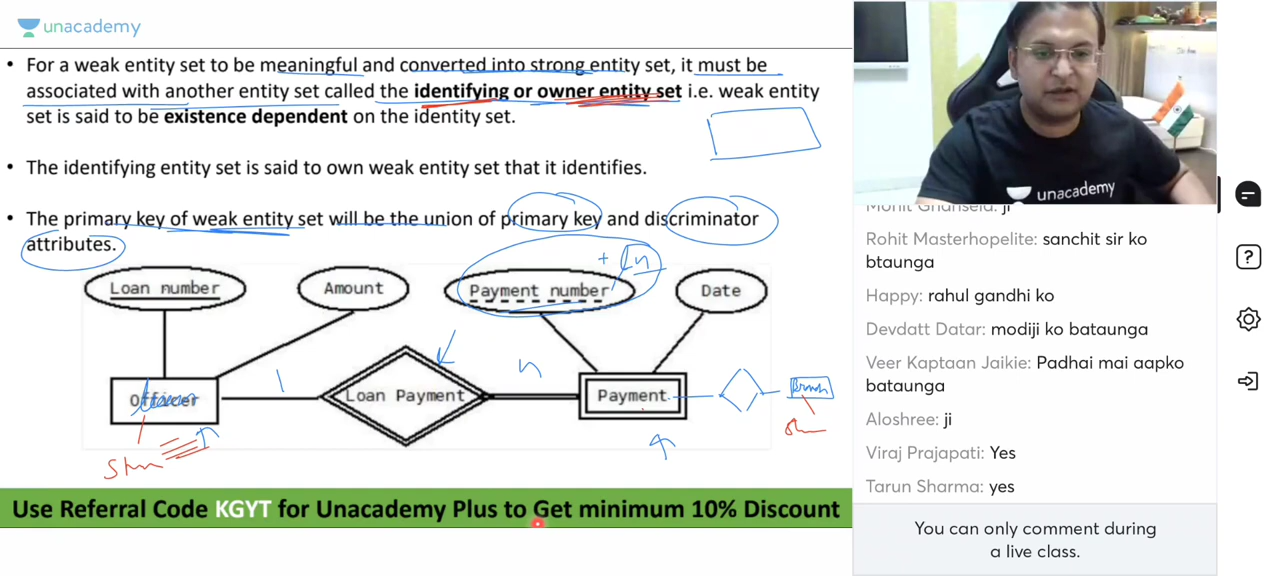 unacademy
• For a weak entity set to be meaningful and converted into strong entity set, it must be
associated with another entity set called the identifying or owner entity set i.e. weak entity
set is said to be existence dependent on the identity set.
• The identifying entity set is said to own weak entity set that it identifies.
• The primary key of weak entity set will be the union of primary key and discriminator
attributes.
+ Ln
Loan number
Amount
Payment number
Date
1
n
Officer
Loan Payment
Payment
Use Referral Code KGYT for Unacademy Plus to Get minimum 10% Discount
unacademy
Rohit Masterhopelite: sanchit sir ko
btaunga
Happy: rahul gandhi ko
Devdatt Datar: modiji ko bataunga
Veer Kaptaan Jaikie: Padhai mai aapko
bataunga
Aloshree: ji
Viraj Prajapati: Yes
Tarun Sharma: yes
You can only comment during
a live class.
?